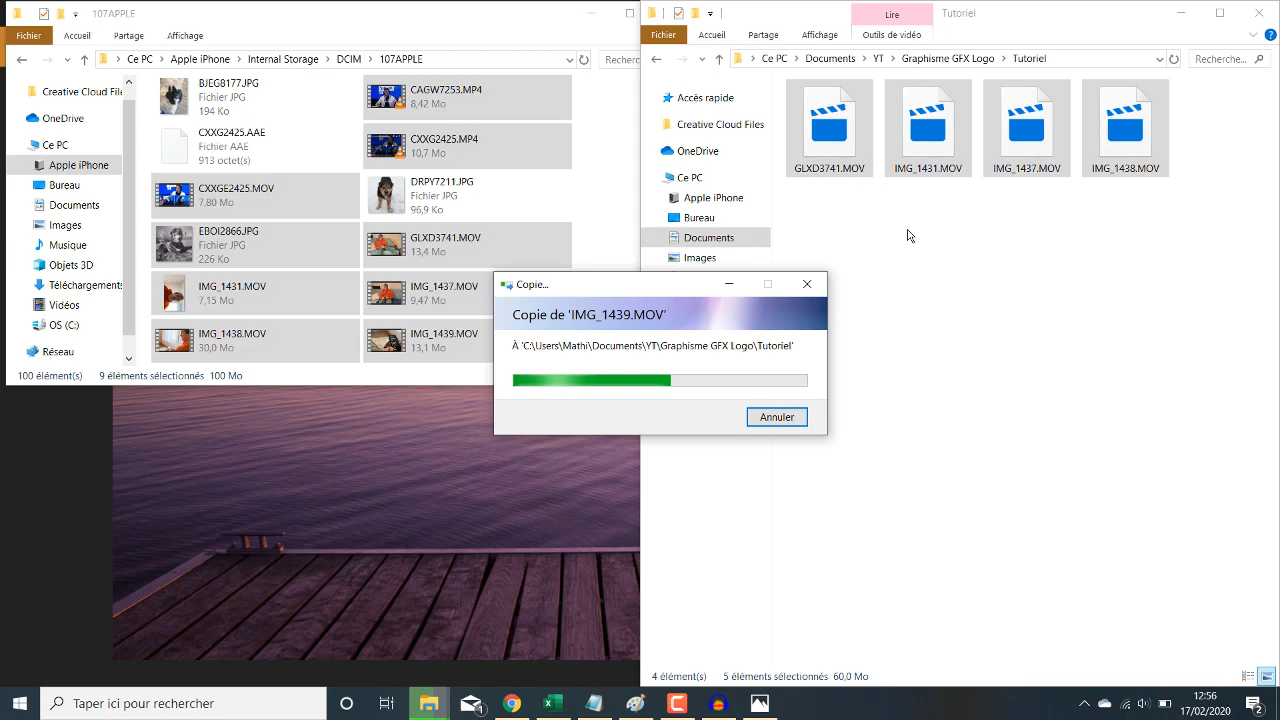 107APPLE
Fichier
Accueil
Partage
Affichage
Ce PC
Apple iPhone
Internal Storage
DCIM
107APPLE
Recherc
Creative Cloud File
OneDrive
Ce PC
Apple iPhone
Bureau
Documents
Images
Musique
Objets 3D
Téléchargements
Vidéos
OS (C:)
Réseau
BJEG8177.JPG
Fichier JPG
194 Ko
CAGW7253.MP4
8,42 Mo
CXXG2425.AAE
Fichier AAE
913 octet(s)
CXXG2425.MP4
10,7 Mo
CXXGE2425.MOV
7,80 Mo
DRPY7211.JPG
Fichier JPG
96,9 Ko
EBOI2866.JPG
Fichier JPG
226 Ko
GLXD3741.MOV
13,4 Mo
IMG_1431.MOV
7,15 Mo
IMG_1437.MOV
9,47 Mo
IMG_1438.MOV
30,0 Mo
IMG_1439.MOV
13,1 Mo
100 élément(s)
9 éléments sélectionnés 100 Mo
Lire
Tutoriel
Fichier
Accueil
Partage
Affichage
Outils de vidéo
Ce PC
Documents
YT
Graphisme GFX Logo
Tutoriel
Recherche...
Accès rapide
Creative Cloud Files
OneDrive
Ce PC
Apple iPhone
Bureau
Documents
Images
GLXD3741.MOV
IMG_1431.MOV
IMG_1437.MOV
IMG_1438.MOV
Copie...
Copie de 'IMG_1439.MOV'
À 'C:\Users\Mathi\Documents\YT\Graphisme GFX Logo\Tutoriel'
Annuler
4 élément(s)
5 éléments sélectionnés 60,0 Mo
Taper ici pour rechercher
12:56
17/02/2020
2